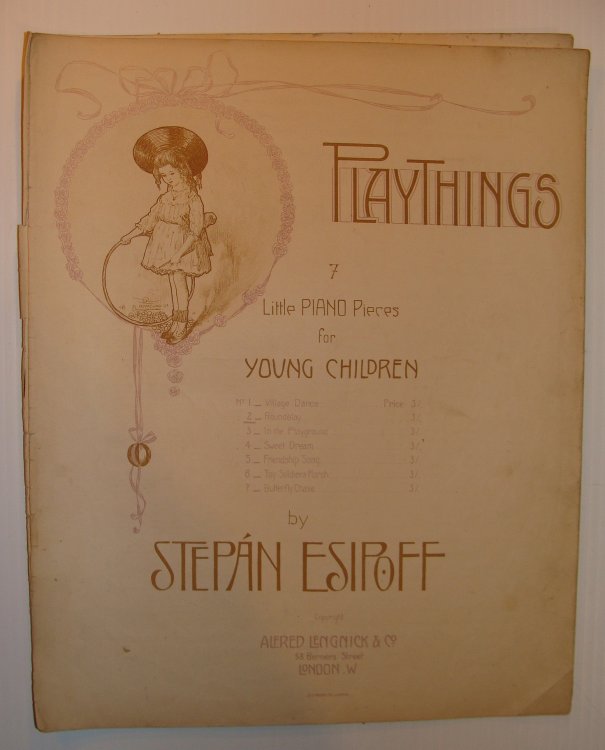 PLAYTHINGS
7
Little PIANO Pieces
for
YOUNG CHILDREN
No 1. Village Dance Price 3/.
2 Roundelay 3/.
3 In the Playground 3/.
4 Sweet Dream 3/.
5 Friendship Song 3/.
6 Toy Soldiers March 3/.
7 Butterfly Chase 3/.
by
STEPÁN ESIPOFF
Copyright
ALFRED LENGNICK & Co
58 Berners Street
LONDON W